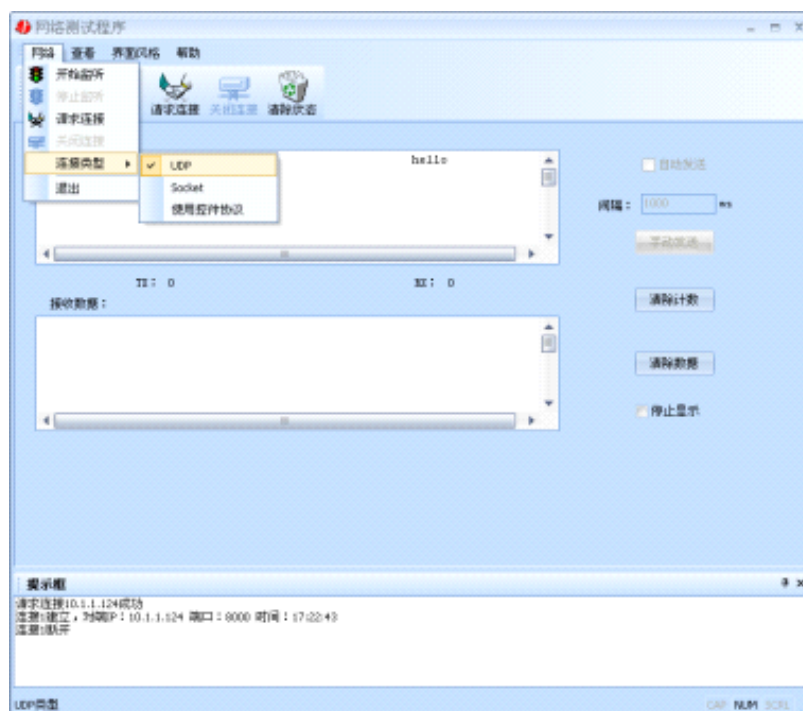 网络测试程序
网络 查看 界面风格 帮助
开始监听
停止监听
请求连接
关闭连接
连接类型
退出
UDP
Socket
使用控件协议
请求连接 关闭连接 清除状态
hello
自动发送
间隔： 1000 ms
手动发送
TX： 0 RX： 0
接收数据：
清除计数
清除数据
停止显示
提示框
请求连接10.1.1.124成功
连接1建立，对端IP：10.1.1.124 端口：8000 时间：17:22:43
连接1断开
UDP类型
CAP NUM SCRL